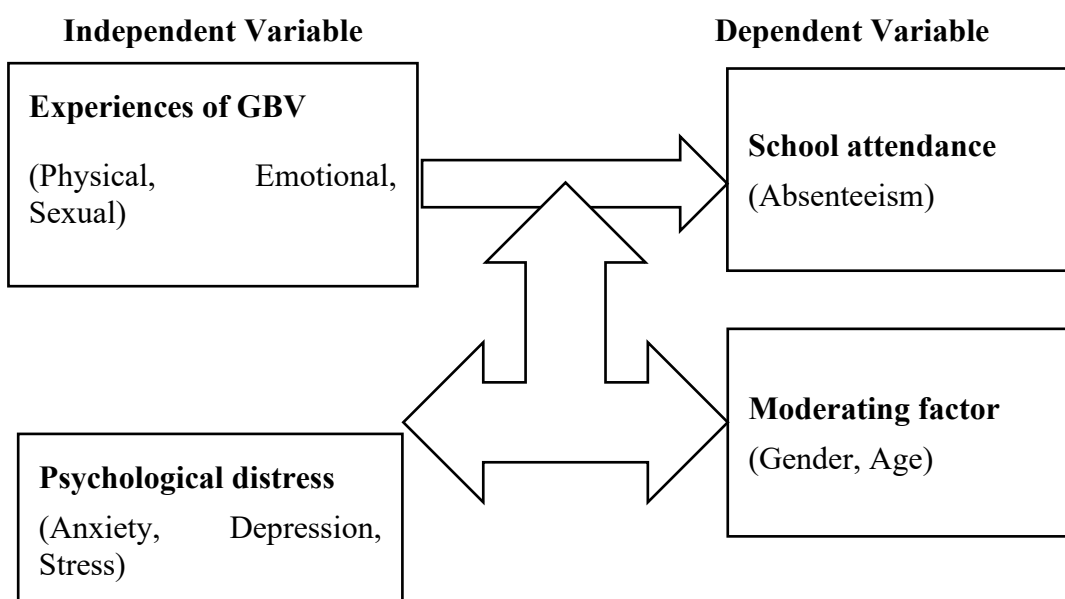 Independent Variable
Dependent Variable
Experiences of GBV
(Physical, Emotional,
Sexual)
School attendance
(Absenteeism)
Moderating factor
(Gender, Age)
Psychological distress
(Anxiety, Depression,
Stress)